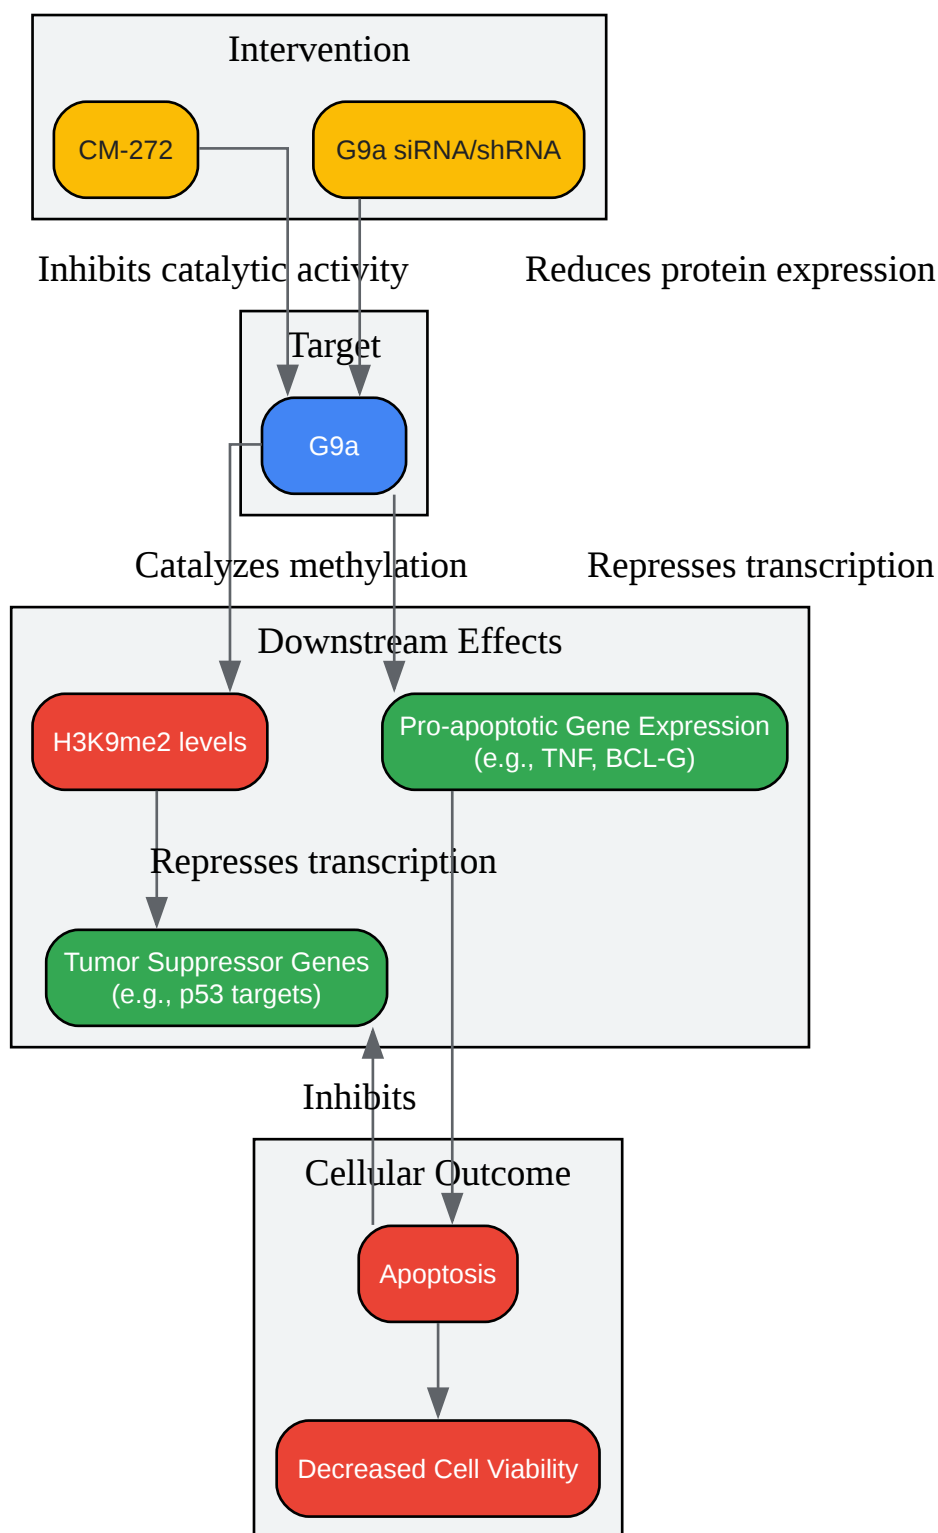 Intervention
CM-272
G9a siRNA/shRNA
Inhibits catalytic activity
Reduces protein expression
Target
G9a
Catalyzes methylation
Represses transcription
Downstream Effects
H3K9me2 levels
Pro-apoptotic Gene Expression
(e.g., TNF, BCL-G)
Represses transcription
Tumor Suppressor Genes
(e.g., p53 targets)
Inhibits
Cellular Outcome
Apoptosis
Decreased Cell Viability